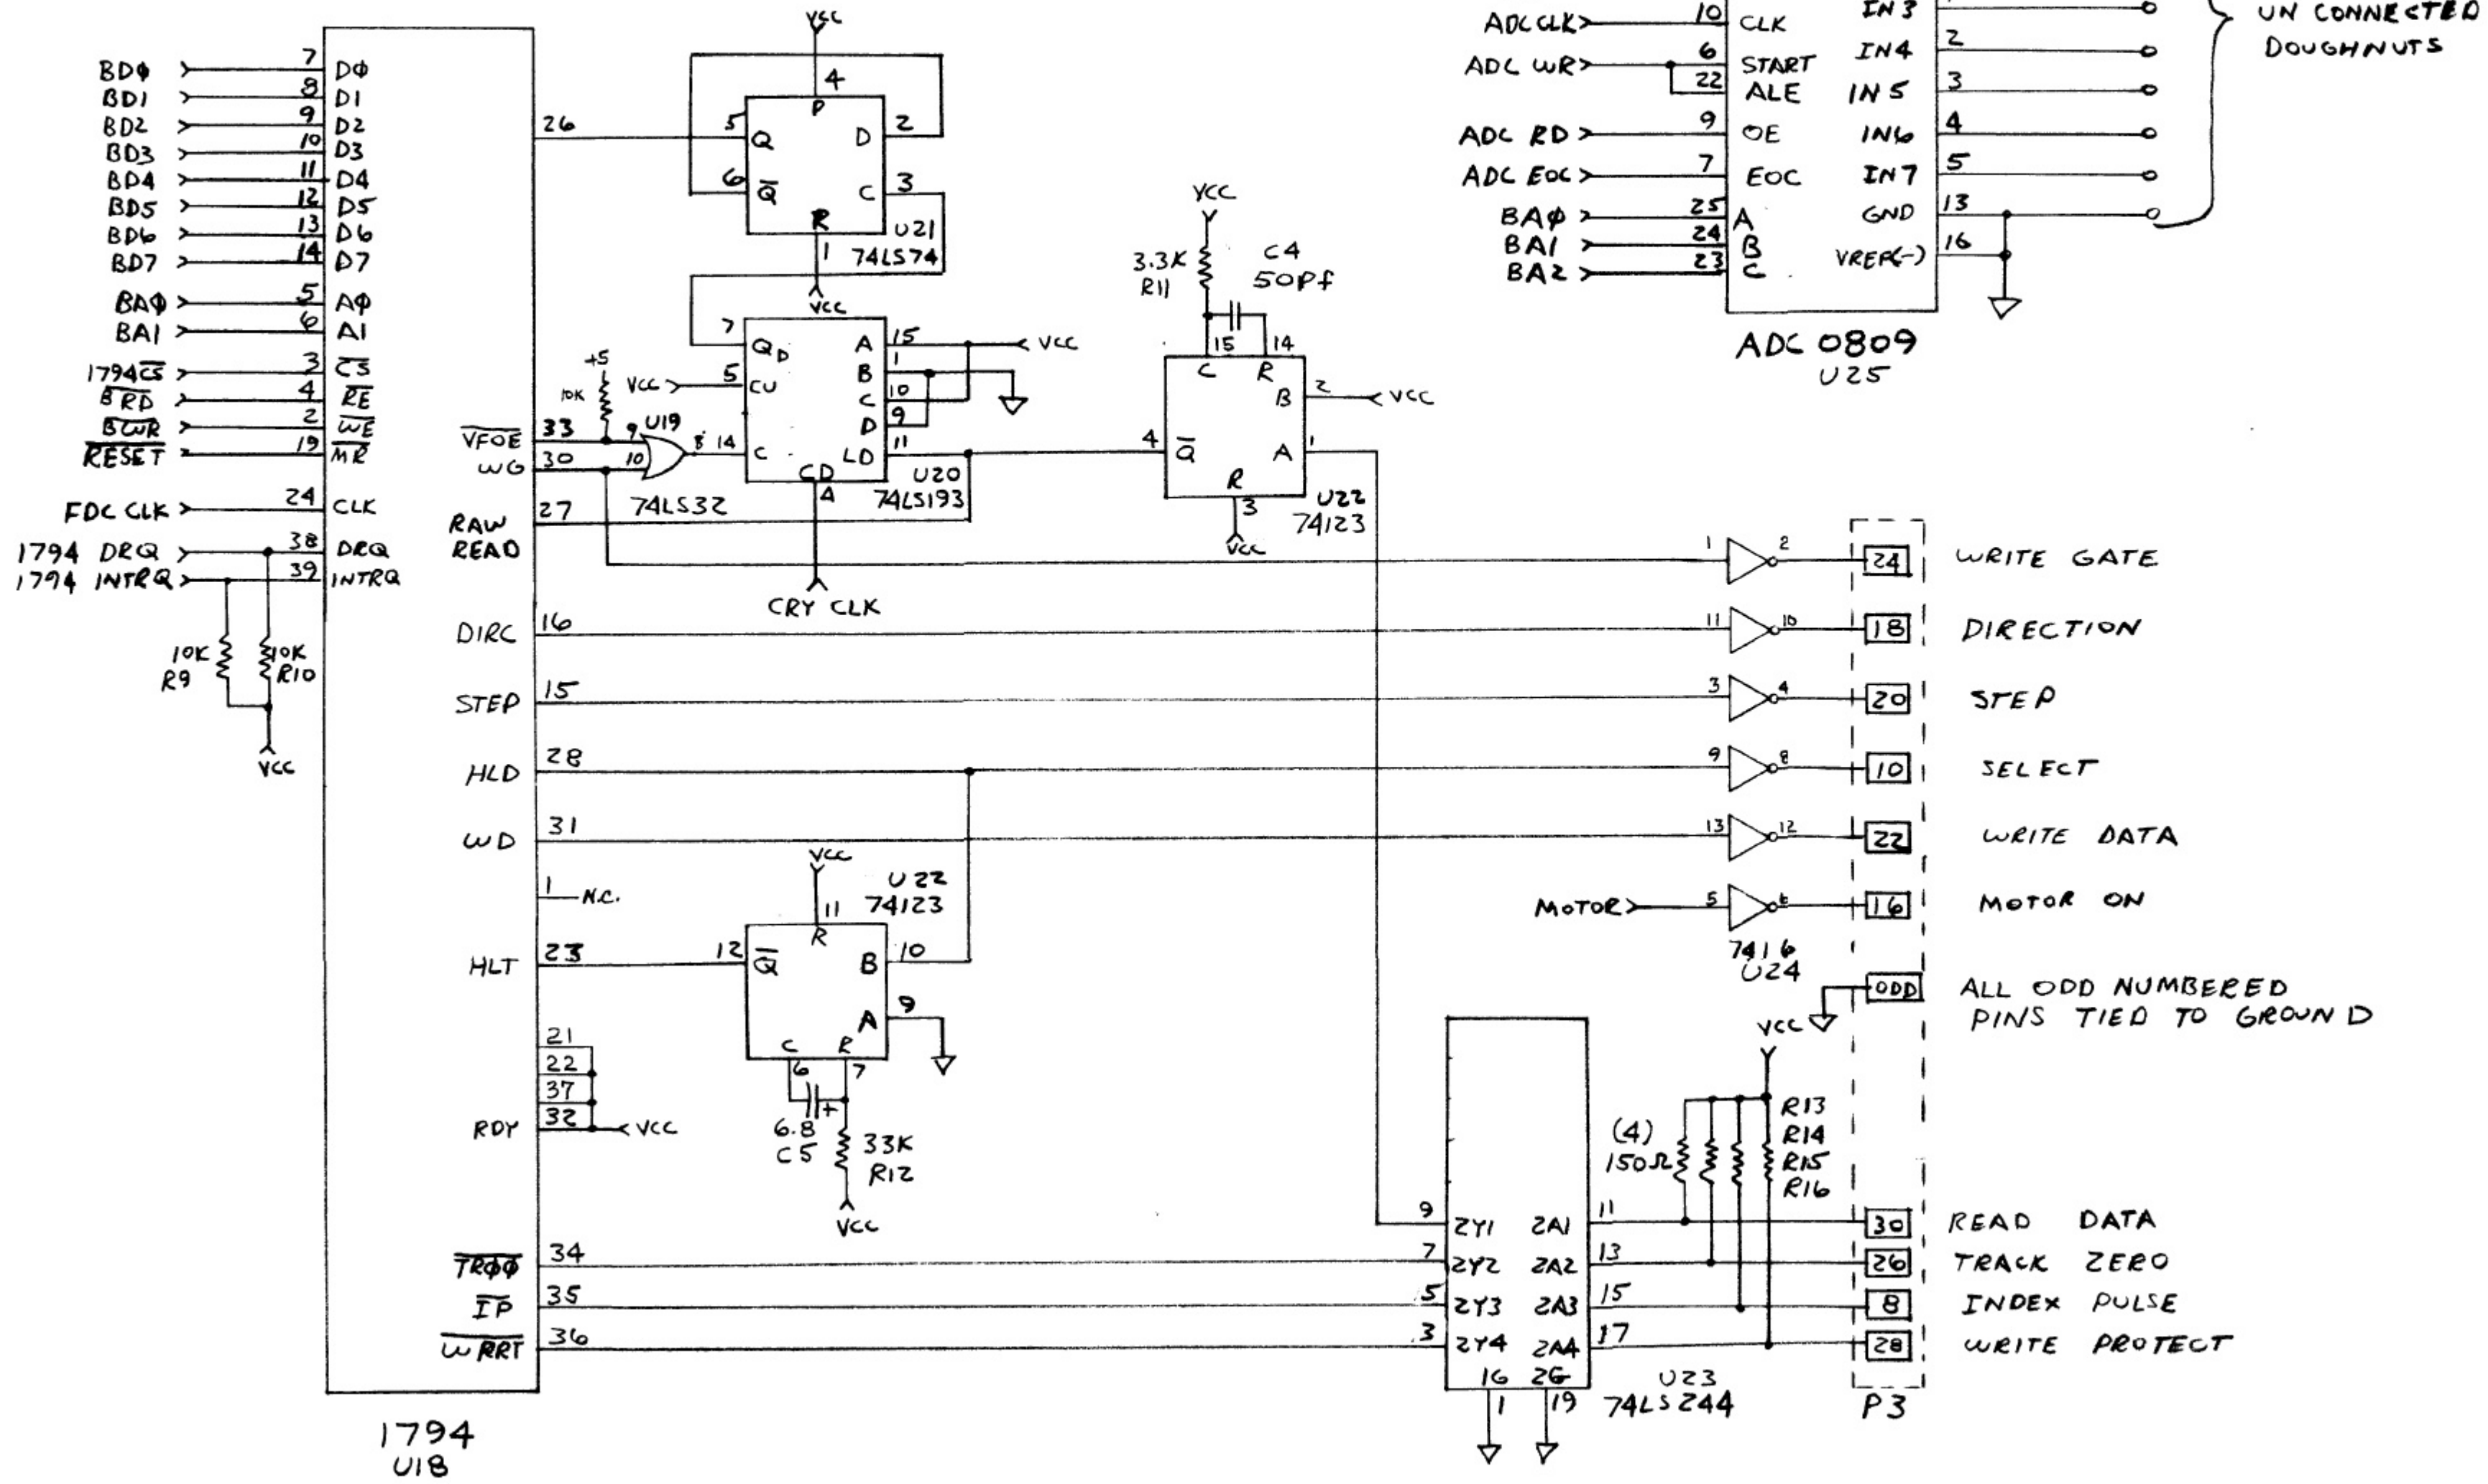 BDΦ > 7 DΦ
BD1 > 8 D1
BD2 > 9 D2
BD3 > 10 D3
BD4 > 11 D4
BD5 > 12 D5
BD6 > 13 D6
BD7 > 14 D7
BAΦ > 5 AΦ
BA1 > 6 A1
1794C̅S̅ > 3 C̅S̅
B̅R̅D̅ > 4 R̅E̅
B̅W̅R̅ > 2 W̅E̅
R̅E̅S̅E̅T̅ 19 M̅R̅
FDC CLK > 24 CLK
1794 DRQ > 38 DRQ
1794 INTRQ > 39 INTRQ
10K
R9
10K
R10
VCC
1794
U18
26
V̅F̅O̅E̅ 33
WG 30
RAW 27
READ
DIRC 16
STEP 15
HLD 28
WD 31
1 N.C.
HLT 23
21
22
37
RDY 32 VCC
T̅R̅Φ̅Φ̅ 34
I̅P̅ 35
W̅R̅R̅T̅ 36
VCC
4
P
5 Q D 2
6 Q̅ C 3
R
1
VCC
U21
74LS74
7 QD A 15 VCC
VCC > 5 CU B 1
C 10
D 9
14 C LD 11
CD
4
U20
74LS193
CRY CLK
+5
10K
U19
9
10
8
74LS32
VCC
3.3K
R11
C4
50Pf
15 14
C R
B 2 VCC
4 Q̅ A 1
R
3
VCC
U22
74123
VCC
11
R
U22
74123
12 Q̅ B 10
A 9
C R
6 7
6.8
C5
+
33K
R12
VCC
ADC CLK > 10 CLK
ADC WR > 6 START
22 ALE
ADC RD > 9 OE
ADC EOC > 7 EOC
BAΦ > 25 A
BA1 > 24 B
BA2 > 23 C
IN3
IN4 2
IN5 3
IN6 4
IN7 5
GND 13
VREF(-) 16
ADC 0809
U25
UN CONNECTED
DOUGHNUTS
1 2 24 WRITE GATE
11 10 18 DIRECTION
3 4 20 STEP
9 8 10 SELECT
13 12 22 WRITE DATA
MOTOR > 5 6 16 MOTOR ON
7416
U24
ODD ALL ODD NUMBERED
PINS TIED TO GROUND
VCC
(4)
150Ω
R13
R14
R15
R16
9 2Y1 2A1 11 30 READ DATA
7 2Y2 2A2 13 26 TRACK ZERO
5 2Y3 2A3 15 8 INDEX PULSE
3 2Y4 2A4 17 28 WRITE PROTECT
1G 2G
1 19
U23
74LS244
P3